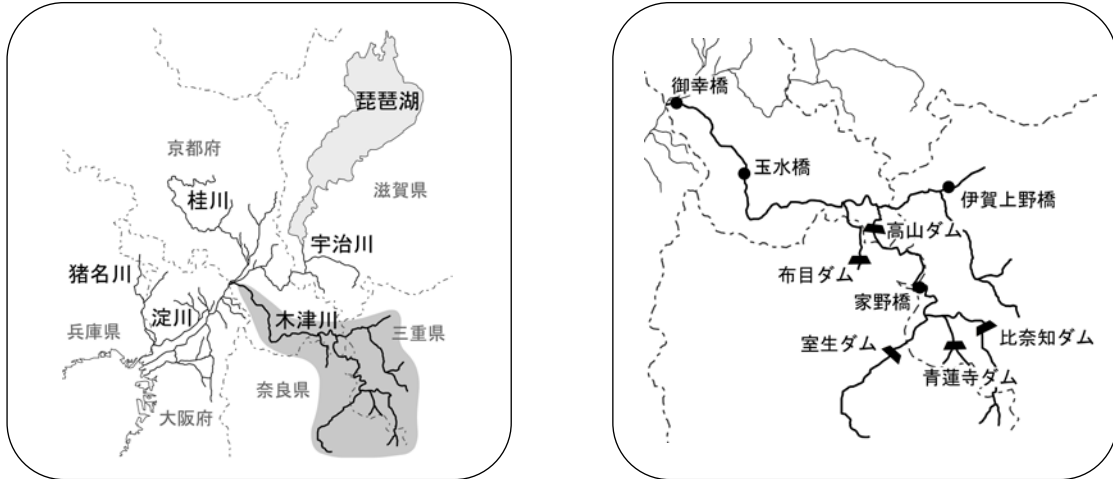 琵琶湖
京都府
滋賀県
桂川
宇治川
猪名川
淀川
木津川
兵庫県
三重県
奈良県
大阪府
御幸橋
玉水橋
伊賀上野橋
高山ダム
布目ダム
家野橋
室生ダム
比奈知ダム
青蓮寺ダム